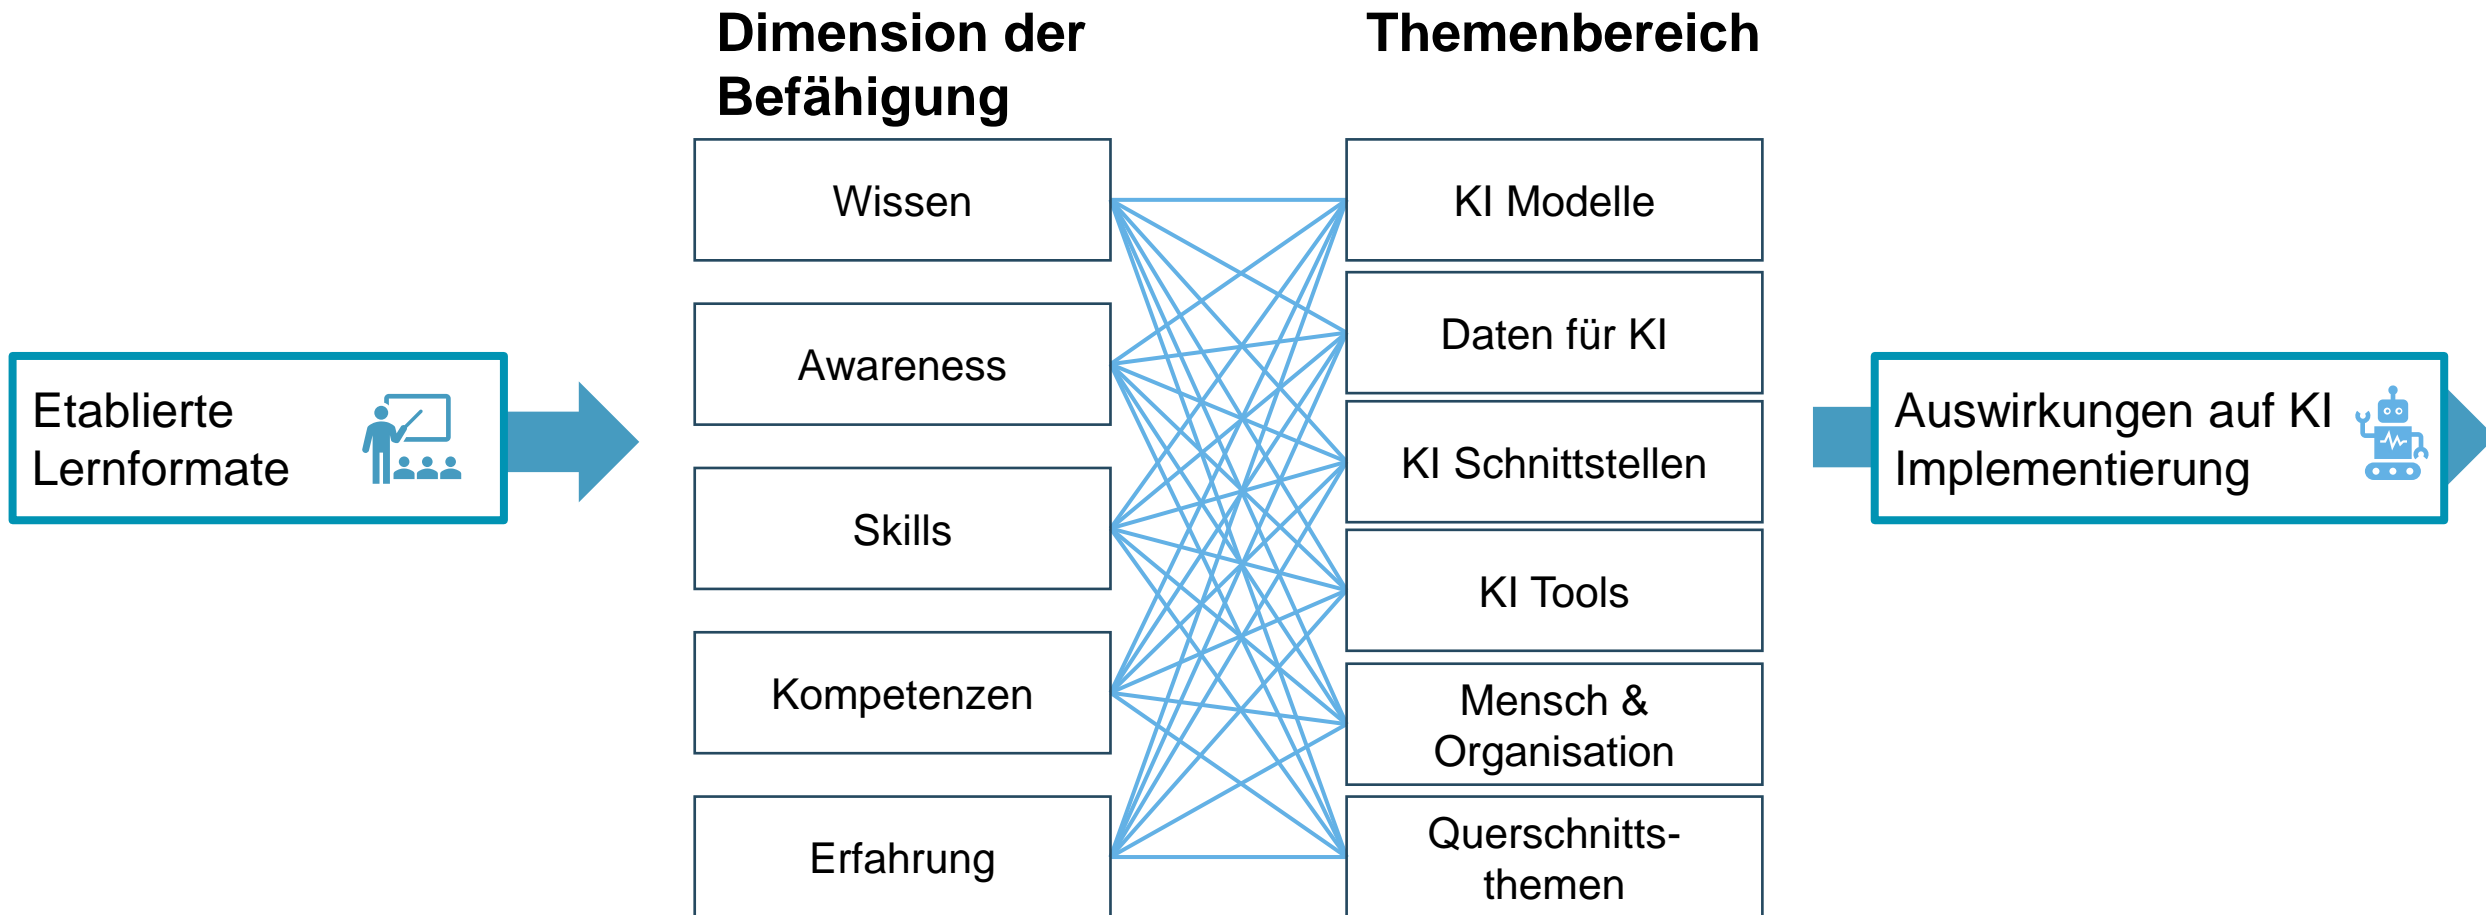 Dimension der
Befähigung
Themenbereich
Etablierte
Lernformate
Wissen
Awareness
Skills
Kompetenzen
Erfahrung
KI Modelle
Daten für KI
KI Schnittstellen
KI Tools
Mensch &
Organisation
Querschnitts-
themen
Auswirkungen auf KI
Implementierung